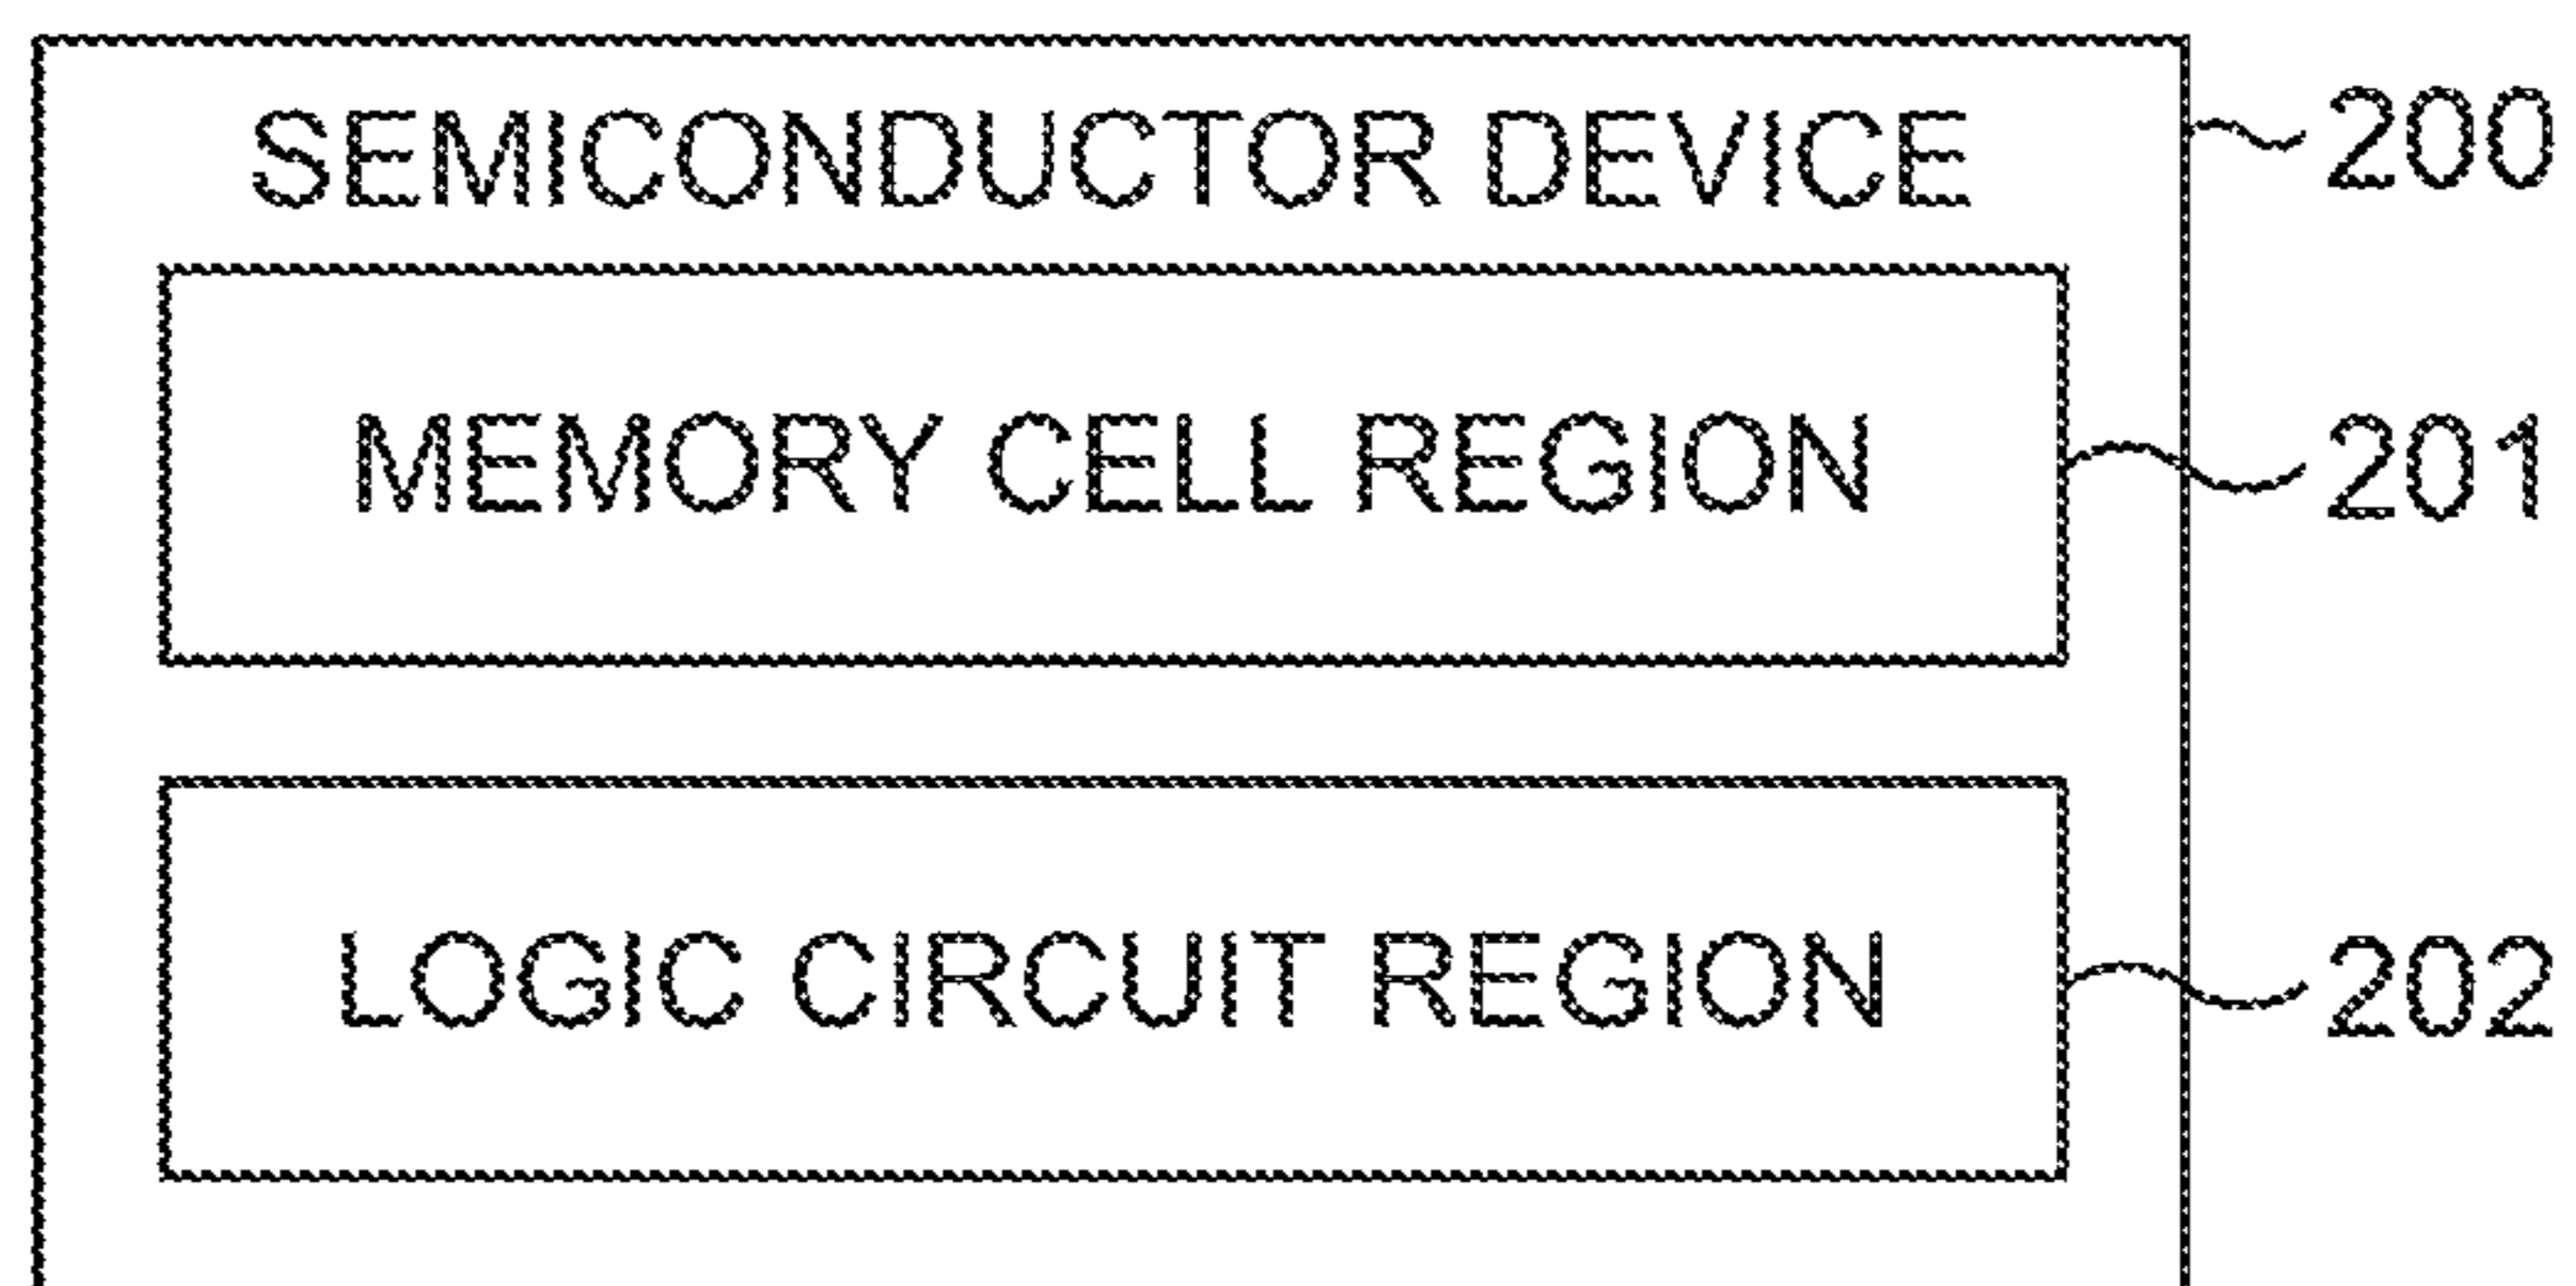 SEMICONDUCTOR DEVICE 200
MEMORY CELL REGION 201
LOGIC CIRCUIT REGION 202